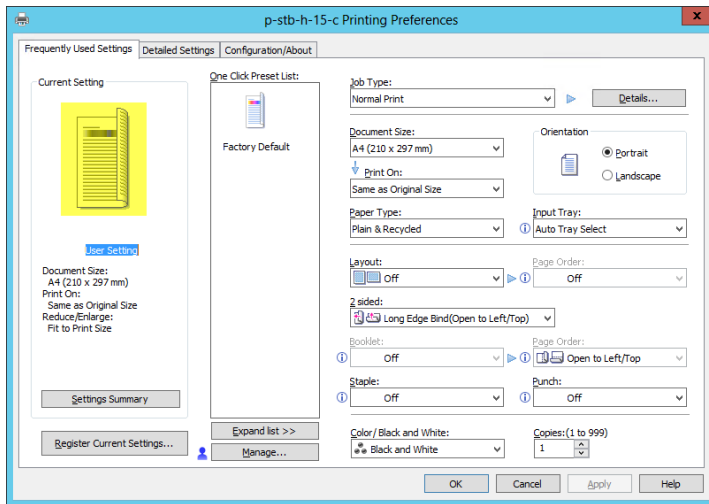 p-stb-h-15-c Printing Preferences
x
Frequently Used Settings
Detailed Settings
Configuration/About
Current Setting
User Setting
Document Size:
A4 (210 x 297 mm)
Print On:
Same as Original Size
Reduce/Enlarge:
Fit to Print Size
Settings Summary
Register Current Settings...
One Click Preset List:
Factory Default
Expand list >>
Manage...
Job Type:
Normal Print
Details...
Document Size:
A4 (210 x 297 mm)
Print On:
Same as Original Size
Orientation
Portrait
Landscape
Paper Type:
Plain & Recycled
Input Tray:
Auto Tray Select
Layout:
Off
Page Order:
Off
2 sided:
Long Edge Bind(Open to Left/Top)
Booklet:
Off
Page Order:
Open to Left/Top
Staple:
Off
Punch:
Off
Color/Black and White:
Black and White
Copies:(1 to 999)
1
OK
Cancel
Apply
Help